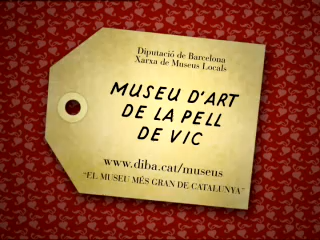 Diputació de Barcelona
Xarxa de Museus Locals
MUSEU D'ART
DE LA PELL
DE VIC
www.diba.cat/museus
"EL MUSEU MÉS GRAN DE CATALUNYA"